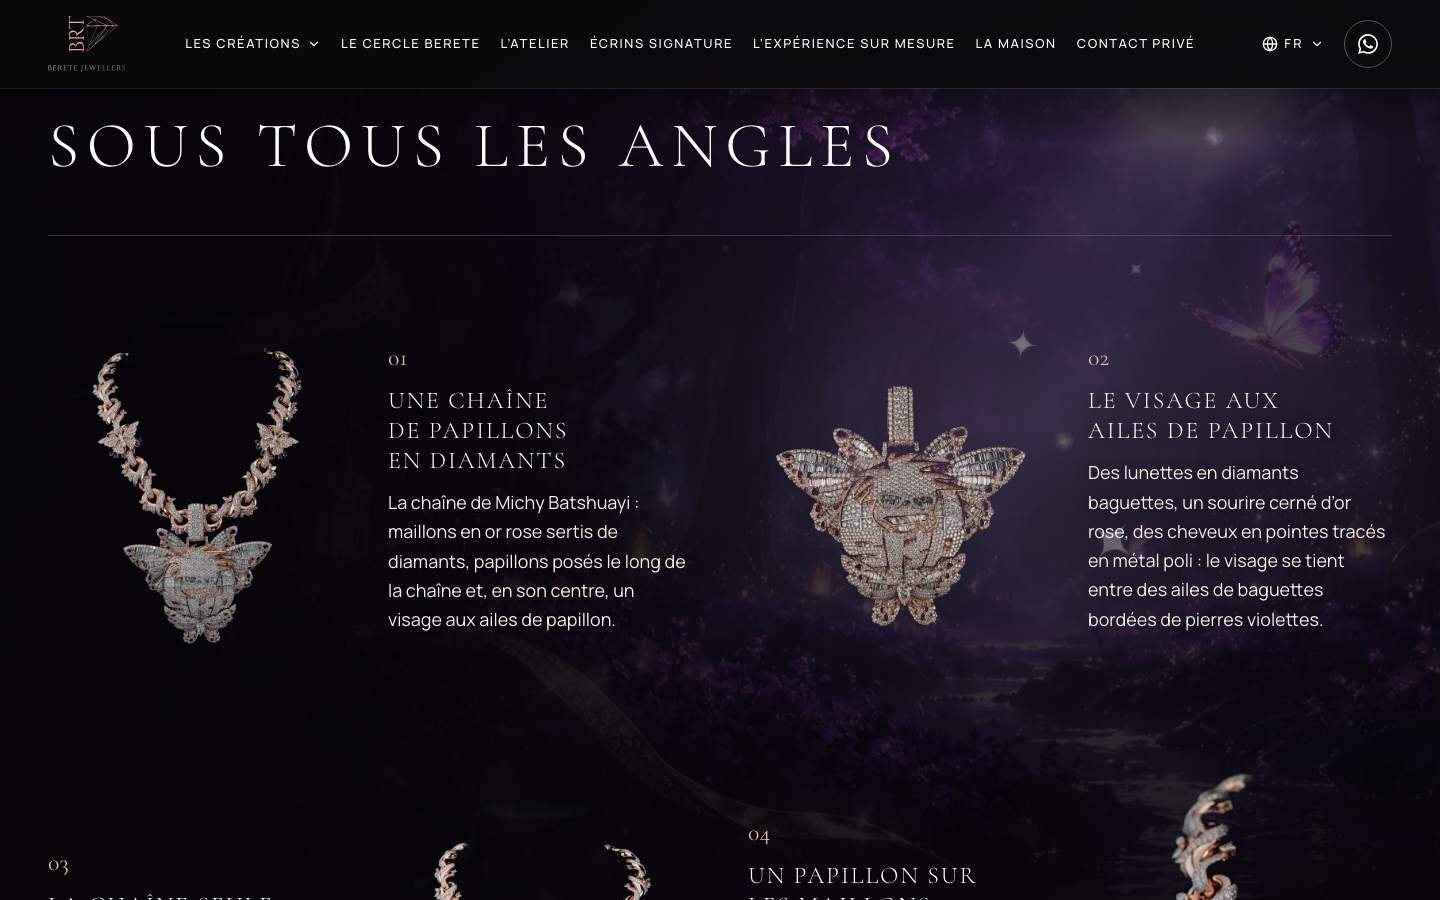 BRT
BERETE JEWELLERS
LES CRÉATIONS
LE CERCLE BERETE
L'ATELIER
ÉCRINS SIGNATURE
L'EXPÉRIENCE SUR MESURE
LA MAISON
CONTACT PRIVÉ
FR
SOUS TOUS LES ANGLES
01
UNE CHAÎNE
DE PAPILLONS
EN DIAMANTS
La chaîne de Michy Batshuayi :
maillons en or rose sertis de
diamants, papillons posés le long de
la chaîne et, en son centre, un
visage aux ailes de papillon.
02
LE VISAGE AUX
AILES DE PAPILLON
Des lunettes en diamants
baguettes, un sourire cerné d'or
rose, des cheveux en pointes tracés
en métal poli : le visage se tient
entre des ailes de baguettes
bordées de pierres violettes.
03
LA CHAÎNE SEULE
04
UN PAPILLON SUR
LES MAILLONS